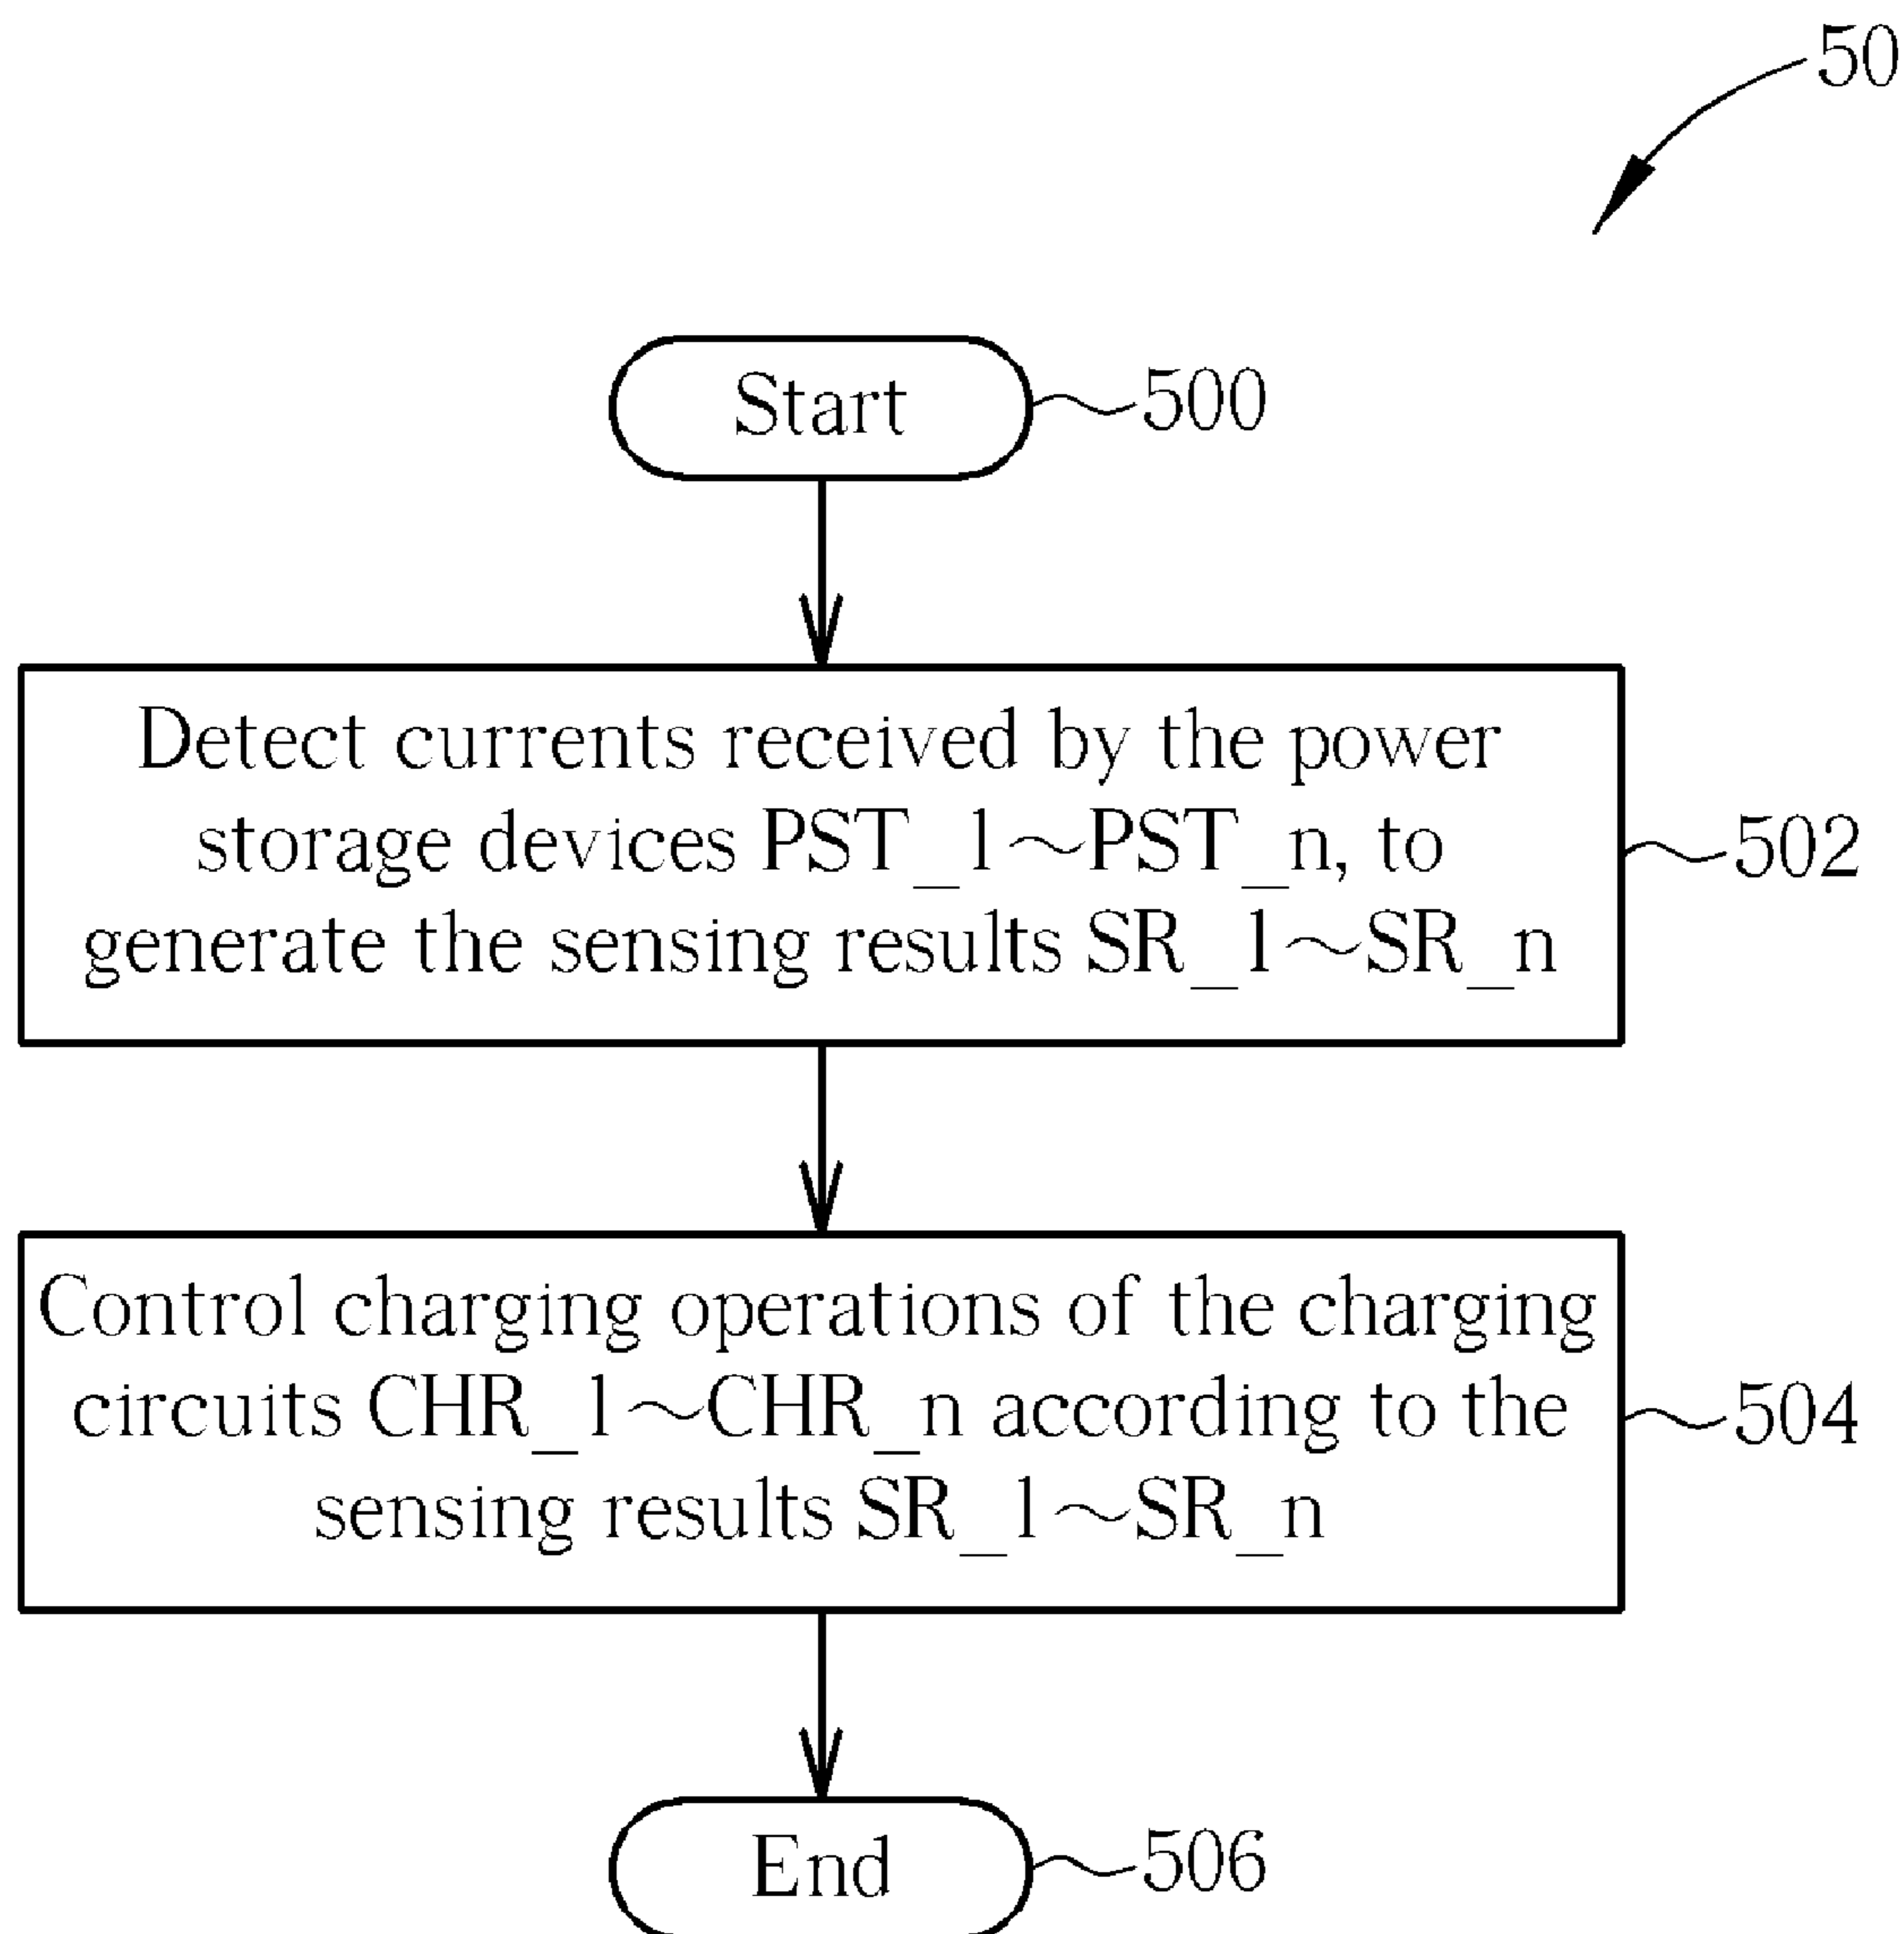 50
Start
500
Detect currents received by the power
storage devices PST_1~PST_n, to
generate the sensing results SR_1~SR_n
502
Control charging operations of the charging
circuits CHR_1~CHR_n according to the
sensing results SR_1~SR_n
504
End
506